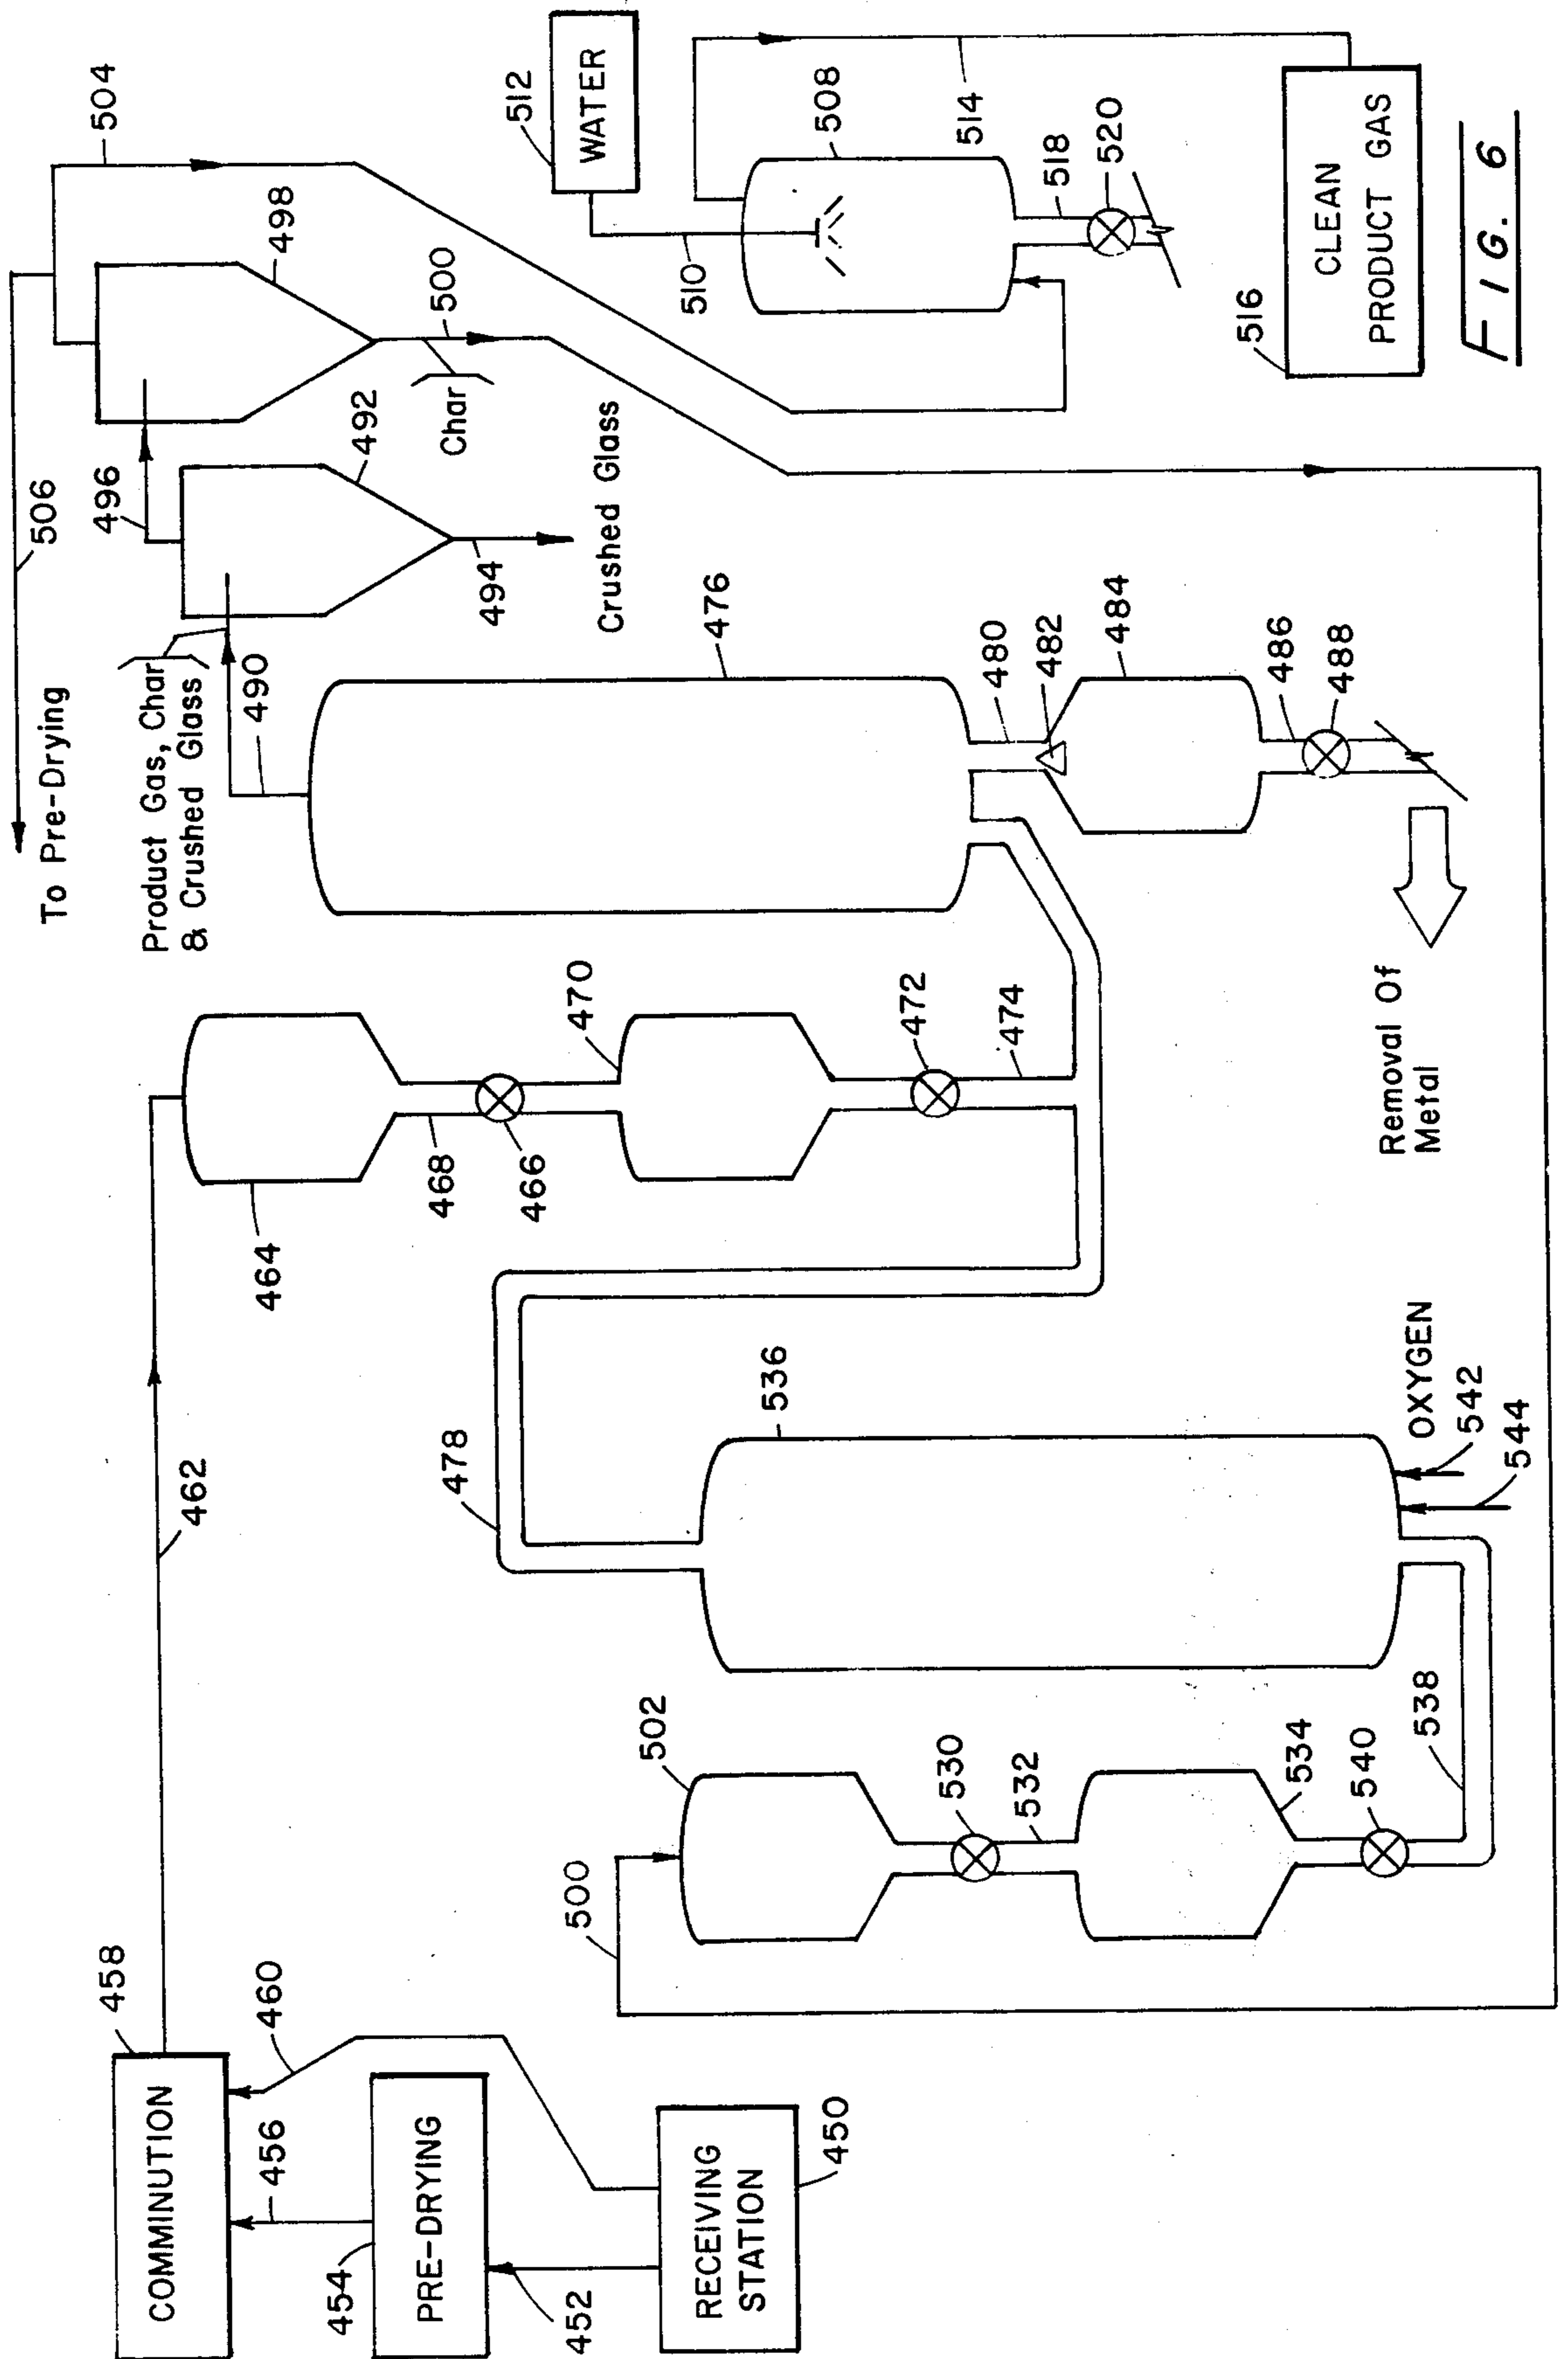 458
COMMINUTION
456
460
454
PRE-DRYING
452
RECEIVING
STATION
450
462
464
468
466
470
472
474
478
To Pre-Drying
506
Product Gas, Char
& Crushed Glass
490
496
492
494
Crushed Glass
498
500
Char
504
476
480
482
484
486
488
Removal Of
Metal
512
WATER
510
508
514
518
520
516
CLEAN
PRODUCT GAS
500
502
530
532
534
540
538
536
OXYGEN
542
544
FIG. 6